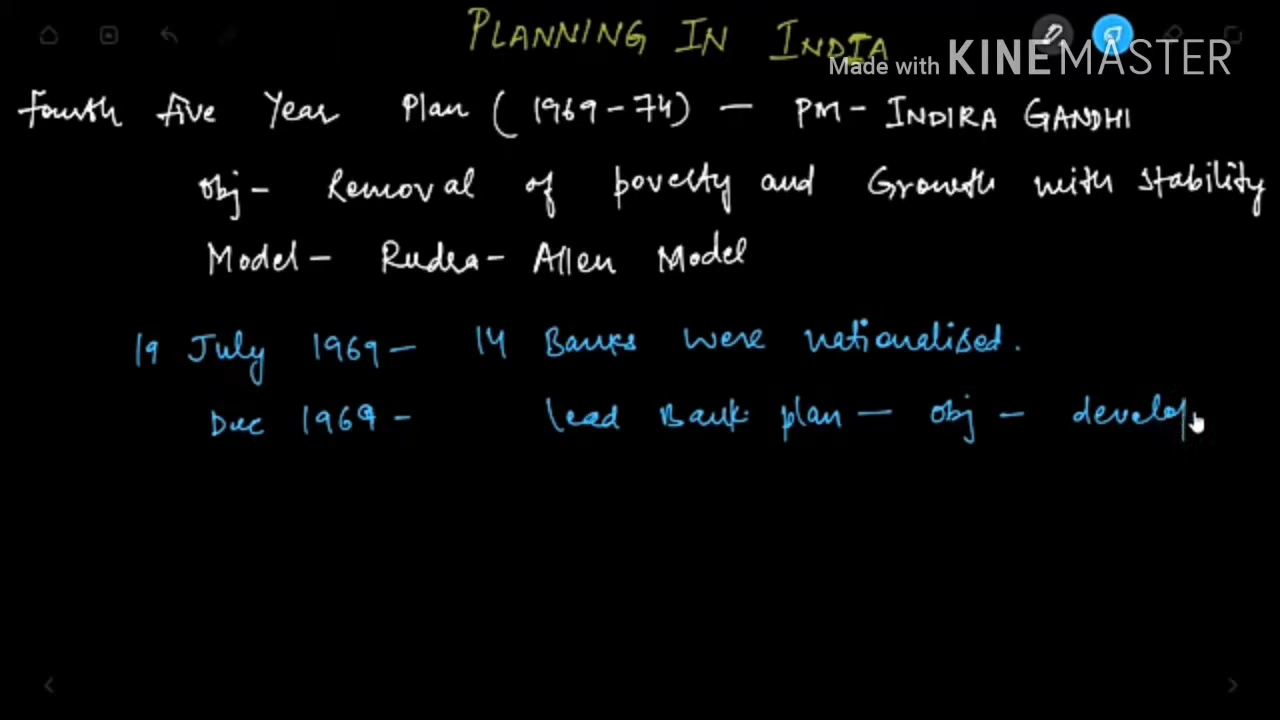 PLANNING IN INDIA
Made with KINEMASTER
Fourth five Year Plan (1969-74) — PM- INDIRA GANDHI
Obj- Removal of poverty and Growth with stability
Model- Rudra- Allen Model
19 July 1969- 14 Banks were nationalised.
Dec 1969- lead Bank plan — obj - develop